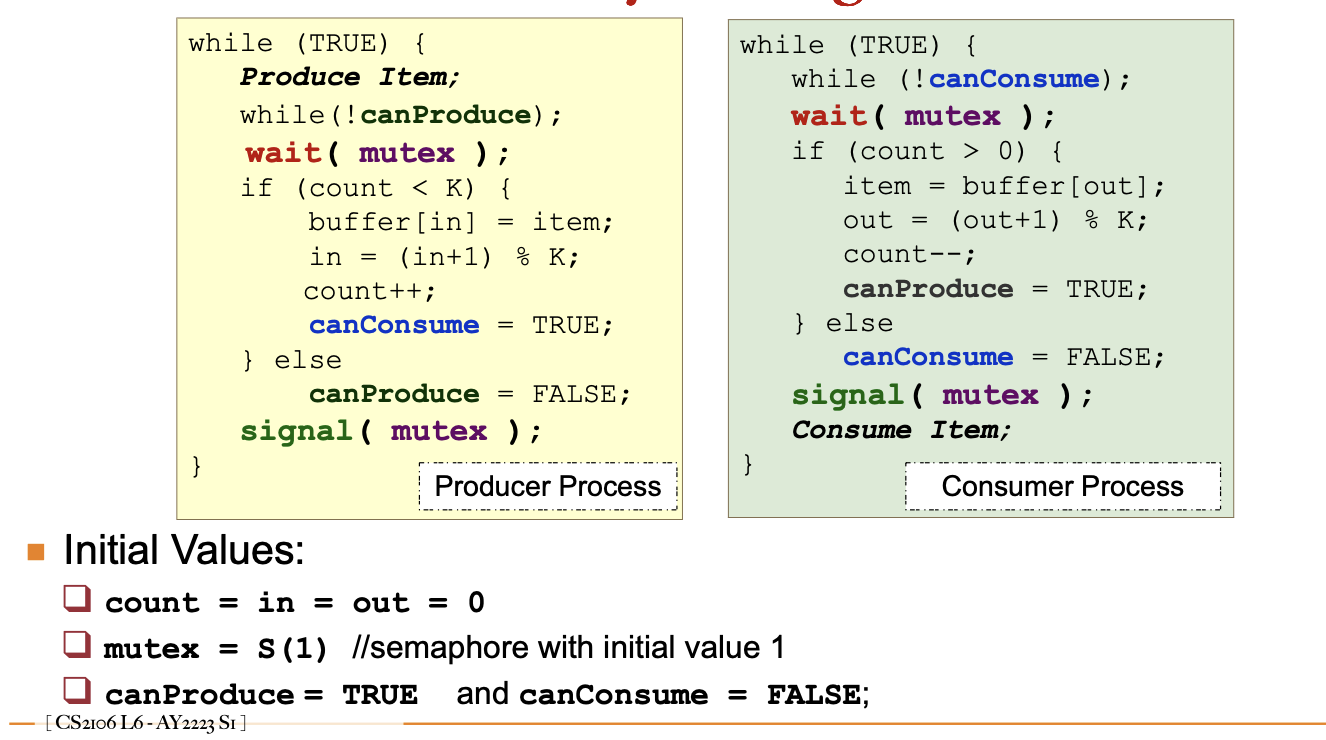 while (TRUE) {
Produce Item;
while(!canProduce);
wait( mutex );
if (count < K) {
buffer[in] = item;
in = (in+1) % K;
count++;
canConsume = TRUE;
} else
canProduce = FALSE;
signal( mutex );
}
Producer Process
while (TRUE) {
while (!canConsume);
wait( mutex );
if (count > 0) {
item = buffer[out];
out = (out+1) % K;
count--;
canProduce = TRUE;
} else
canConsume = FALSE;
signal( mutex );
Consume Item;
}
Consumer Process
Initial Values:
count = in = out = 0
mutex = S(1) //semaphore with initial value 1
canProduce = TRUE and canConsume = FALSE;
[ CS2106 L6 - AY2223 S1 ]